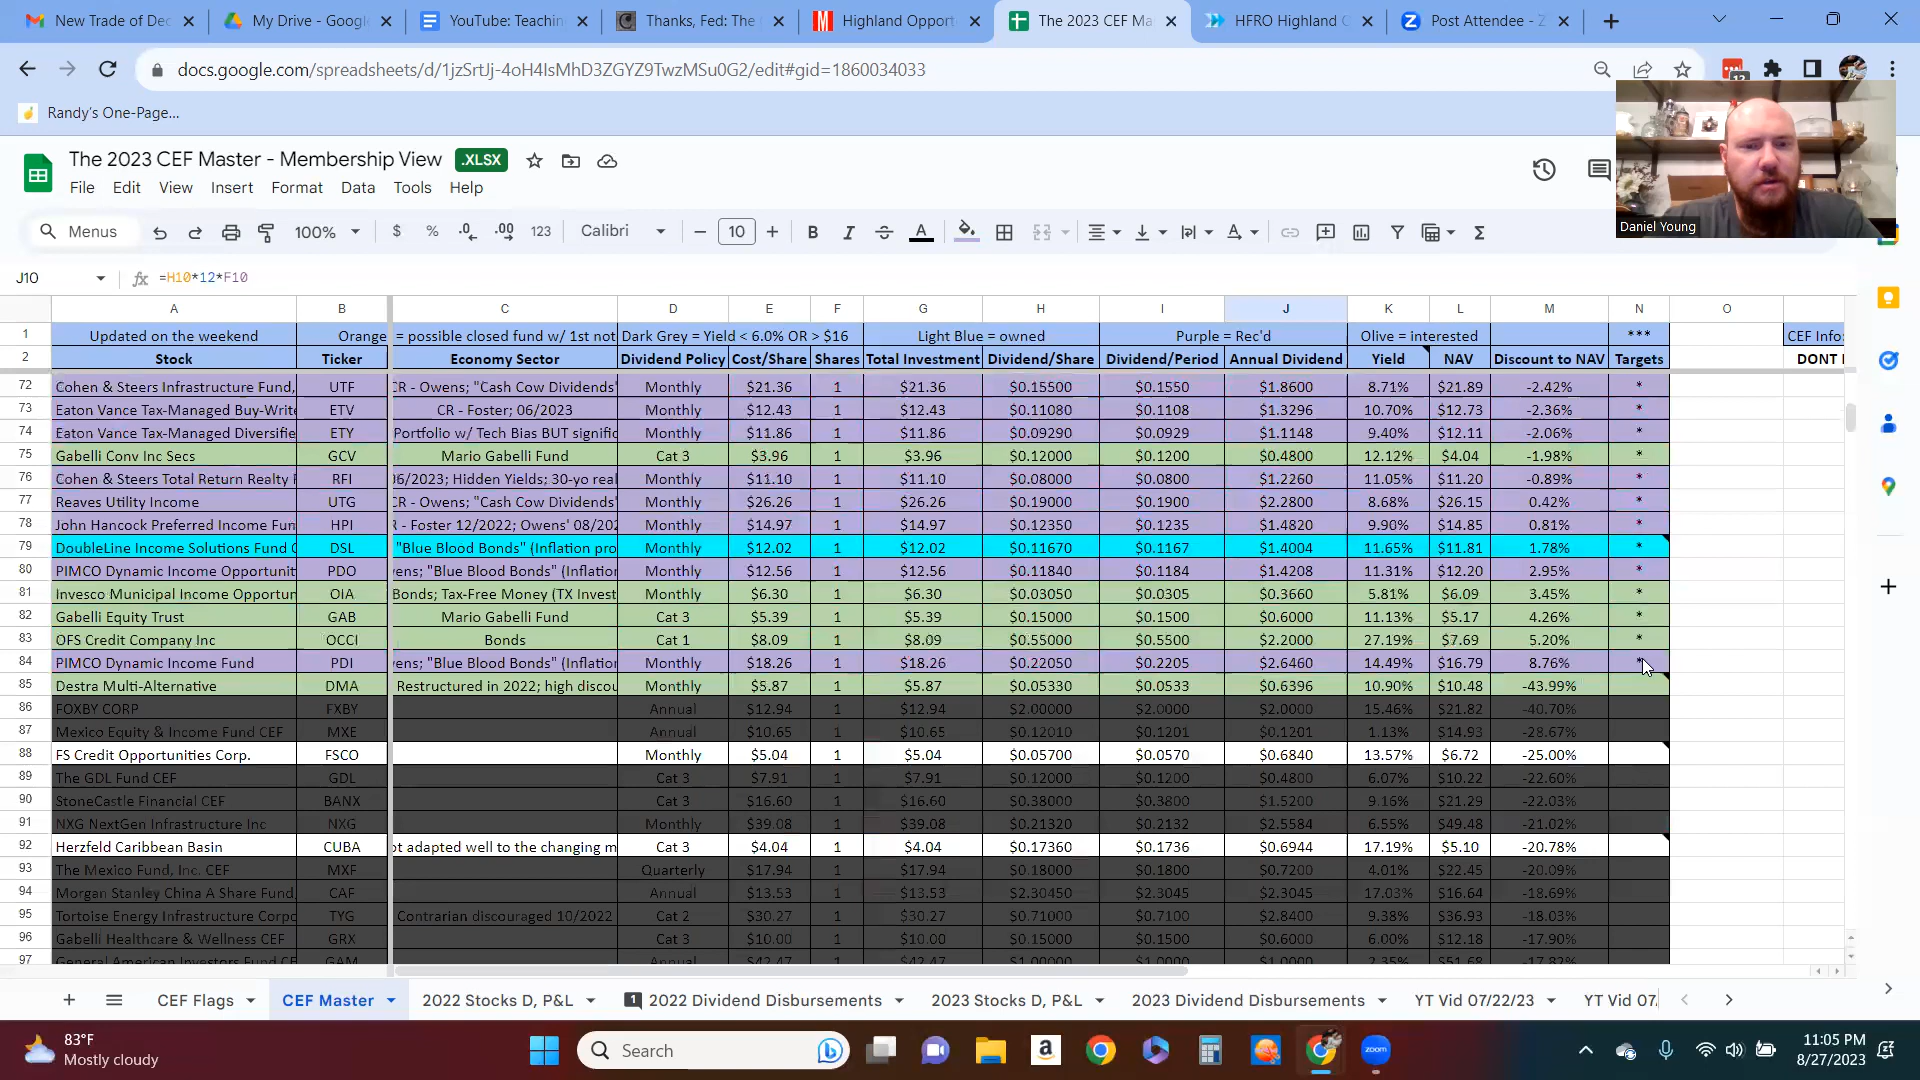 New Trade of Dec
My Drive - Google
YouTube: Teachin
Thanks, Fed: The
Highland Opport
The 2023 CEF Ma
HFRO Highland
Post Attendee - Z
docs.google.com/spreadsheets/d/1jzSrtJj-4oH4IsMhD3ZGYZ9TwzMSu0G2/edit#gid=1860034033
Randy's One-Page...
The 2023 CEF Master - Membership View .XLSX
File Edit View Insert Format Data Tools Help
Daniel Young
Menus 100% $ % .0 .00 123 Calibri 10 B I A
J10 fx =H10*12*F10
A B C D E F G H I J K L M N O
1 Updated on the weekend Orange = possible closed fund w/ 1st not Dark Grey = Yield < 6.0% OR > $16 Light Blue = owned Purple = Rec'd Olive = interested *** CEF Info
2 Stock Ticker Economy Sector Dividend Policy Cost/Share Shares Total Investment Dividend/Share Dividend/Period Annual Dividend Yield NAV Discount to NAV Targets DONT
72 Cohen & Steers Infrastructure Fund, UTF CR - Owens; "Cash Cow Dividends" Monthly $21.36 1 $21.36 $0.15500 $0.1550 $1.8600 8.71% $21.89 -2.42% *
73 Eaton Vance Tax-Managed Buy-Write ETV CR - Foster; 06/2023 Monthly $12.43 1 $12.43 $0.11080 $0.1108 $1.3296 10.70% $12.73 -2.36% *
74 Eaton Vance Tax-Managed Diversifie ETY Portfolio w/ Tech Bias BUT signific Monthly $11.86 1 $11.86 $0.09290 $0.0929 $1.1148 9.40% $12.11 -2.06% *
75 Gabelli Conv Inc Secs GCV Mario Gabelli Fund Cat 3 $3.96 1 $3.96 $0.12000 $0.1200 $0.4800 12.12% $4.04 -1.98% *
76 Cohen & Steers Total Return Realty F RFI 06/2023; Hidden Yields; 30-yo real Monthly $11.10 1 $11.10 $0.08000 $0.0800 $1.2260 11.05% $11.20 -0.89% *
77 Reaves Utility Income UTG CR - Owens; "Cash Cow Dividends" Monthly $26.26 1 $26.26 $0.19000 $0.1900 $2.2800 8.68% $26.15 0.42% *
78 John Hancock Preferred Income Fun HPI R - Foster 12/2022; Owens' 08/202 Monthly $14.97 1 $14.97 $0.12350 $0.1235 $1.4820 9.90% $14.85 0.81% *
79 DoubleLine Income Solutions Fund C DSL "Blue Blood Bonds" (Inflation pro Monthly $12.02 1 $12.02 $0.11670 $0.1167 $1.4004 11.65% $11.81 1.78% *
80 PIMCO Dynamic Income Opportunit PDO ens; "Blue Blood Bonds" (Inflation Monthly $12.56 1 $12.56 $0.11840 $0.1184 $1.4208 11.31% $12.20 2.95% *
81 Invesco Municipal Income Opportun OIA Bonds; Tax-Free Money (TX Invest Monthly $6.30 1 $6.30 $0.03050 $0.0305 $0.3660 5.81% $6.09 3.45% *
82 Gabelli Equity Trust GAB Mario Gabelli Fund Cat 3 $5.39 1 $5.39 $0.15000 $0.1500 $0.6000 11.13% $5.17 4.26% *
83 OFS Credit Company Inc OCCI Bonds Cat 1 $8.09 1 $8.09 $0.55000 $0.5500 $2.2000 27.19% $7.69 5.20% *
84 PIMCO Dynamic Income Fund PDI ens; "Blue Blood Bonds" (Inflation Monthly $18.26 1 $18.26 $0.22050 $0.2205 $2.6460 14.49% $16.79 8.76% *
85 Destra Multi-Alternative DMA Restructured in 2022; high discou Monthly $5.87 1 $5.87 $0.05330 $0.0533 $0.6396 10.90% $10.48 -43.99%
86 FOXBY CORP FXBY Annual $12.94 1 $12.94 $2.00000 $2.0000 $2.0000 15.46% $21.82 -40.70%
87 Mexico Equity & Income Fund CEF MXE Annual $10.65 1 $10.65 $0.12010 $0.1201 $0.1201 1.13% $14.93 -28.67%
88 FS Credit Opportunities Corp. FSCO Monthly $5.04 1 $5.04 $0.05700 $0.0570 $0.6840 13.57% $6.72 -25.00%
89 The GDL Fund CEF GDL Cat 3 $7.91 1 $7.91 $0.12000 $0.1200 $0.4800 6.07% $10.22 -22.60%
90 StoneCastle Financial CEF BANX Cat 3 $16.60 1 $16.60 $0.38000 $0.3800 $1.5200 9.16% $21.29 -22.03%
91 NXG NextGen Infrastructure Inc NXG Monthly $39.08 1 $39.08 $0.21320 $0.2132 $2.5584 6.55% $49.48 -21.02%
92 Herzfeld Caribbean Basin CUBA ot adapted well to the changing m Cat 3 $4.04 1 $4.04 $0.17360 $0.1736 $0.6944 17.19% $5.10 -20.78%
93 The Mexico Fund, Inc. CEF MXF Quarterly $17.94 1 $17.94 $0.18000 $0.1800 $0.7200 4.01% $22.45 -20.09%
94 Morgan Stanley China A Share Fund, CAF Annual $13.53 1 $13.53 $2.30450 $2.3045 $2.3045 17.03% $16.64 -18.69%
95 Tortoise Energy Infrastructure Corpo TYG Contrarian discouraged 10/2022 Cat 2 $30.27 1 $30.27 $0.71000 $0.7100 $2.8400 9.38% $36.93 -18.03%
96 Gabelli Healthcare & Wellness CEF GRX Cat 3 $10.00 1 $10.00 $0.15000 $0.1500 $0.6000 6.00% $12.18 -17.90%
97 General American Investors Fund CE GAM Annual $42.47 1 $42.47 $1.00000 $1.0000 $1.0000 2.35% $51.68 -17.82%
CEF Flags CEF Master 2022 Stocks D, P&L 1 2022 Dividend Disbursements 2023 Stocks D, P&L 2023 Dividend Disbursements YT Vid 07/22/23 YT Vid 07/
83°F
Mostly cloudy
Search
zoom
11:05 PM
8/27/2023